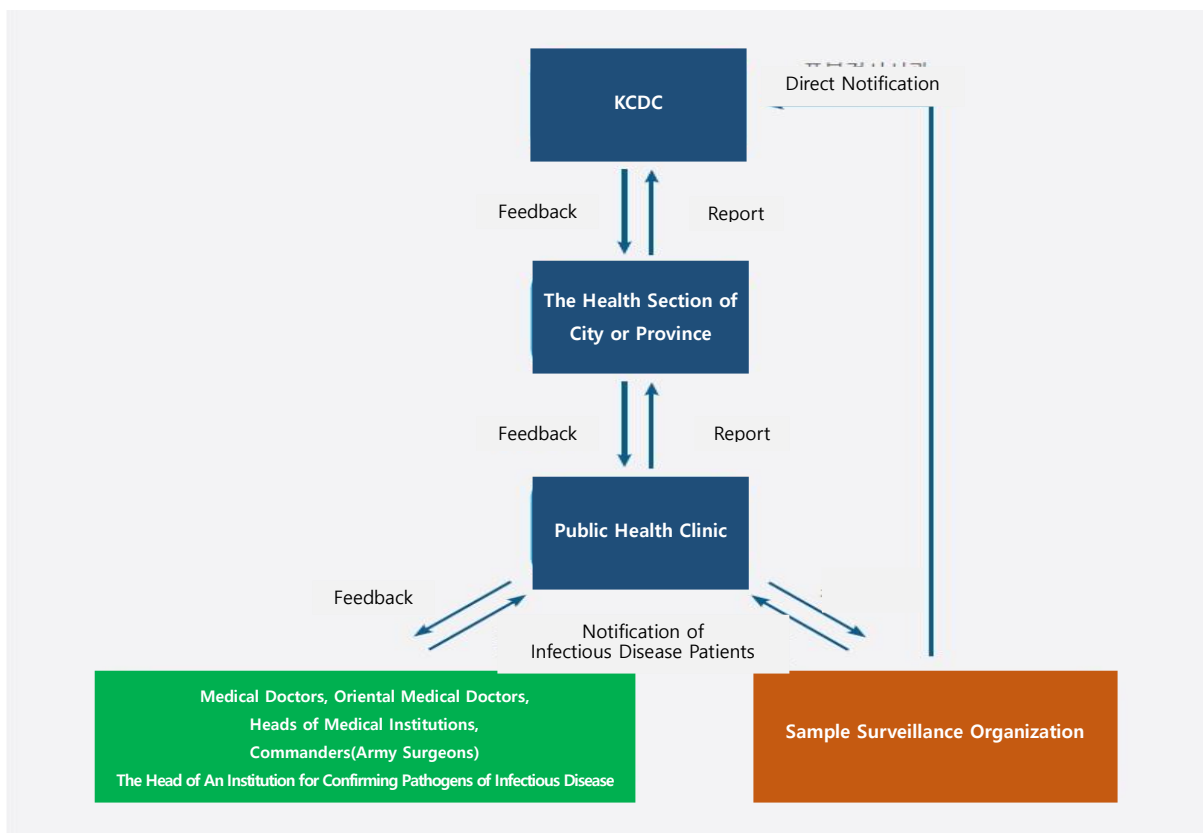 Direct Notification
KCDC
Feedback
Report
The Health Section of
City or Province
Feedback
Report
Public Health Clinic
Feedback
Notification of
Infectious Disease Patients
Medical Doctors, Oriental Medical Doctors,
Heads of Medical Institutions,
Commanders(Army Surgeons)
The Head of An Institution for Confirming Pathogens of Infectious Disease
Sample Surveillance Organization